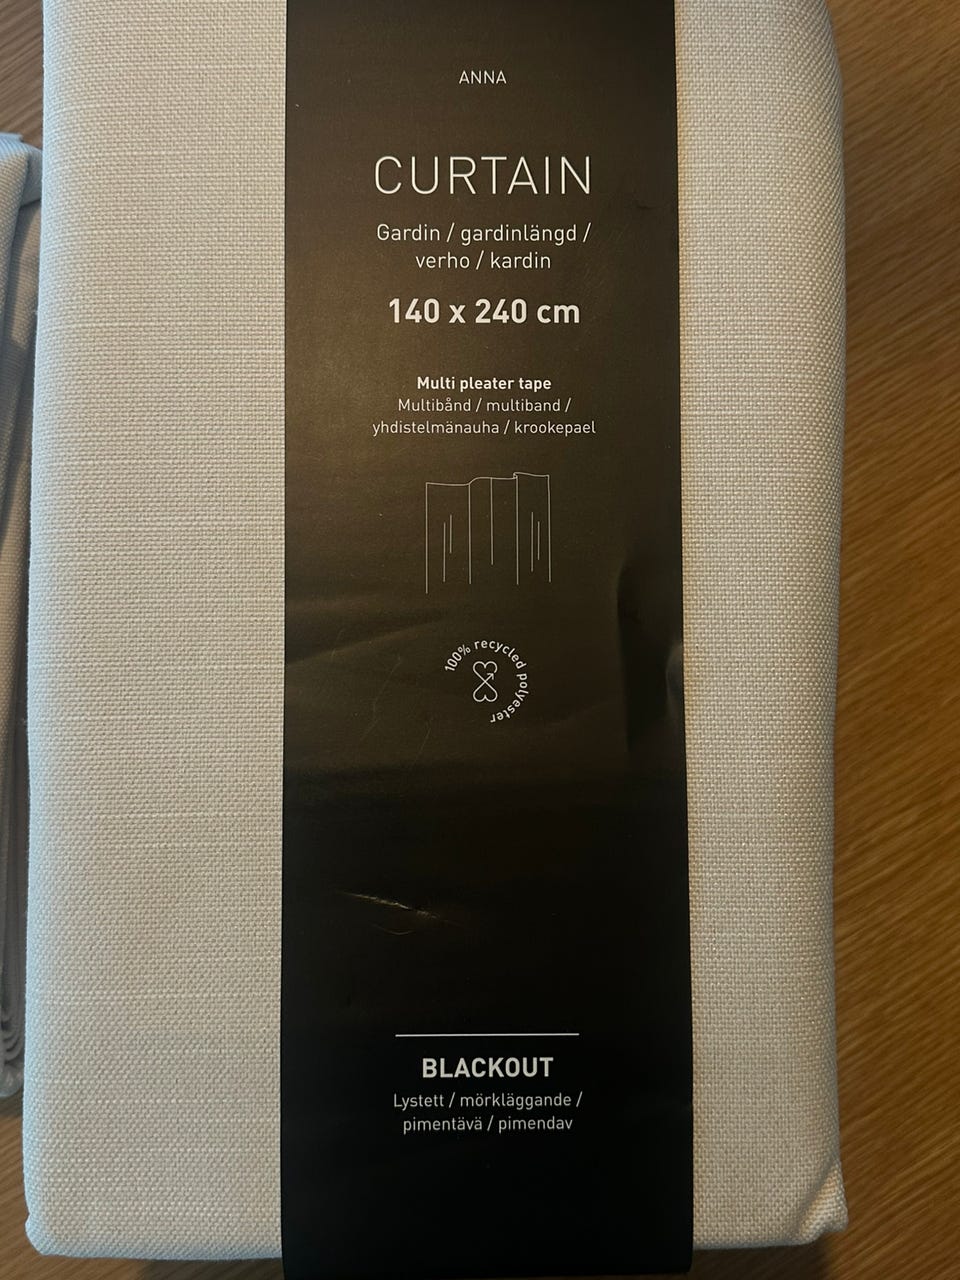 ANNA
CURTAIN
Gardin / gardinlängd /
verho / kardin
140 x 240 cm
Multi pleater tape
Multibånd / multiband /
yhdistelmänauha / krookepael
100% recycled polyester
BLACKOUT
Lystett / mörkläggande /
pimentävä / pimendav